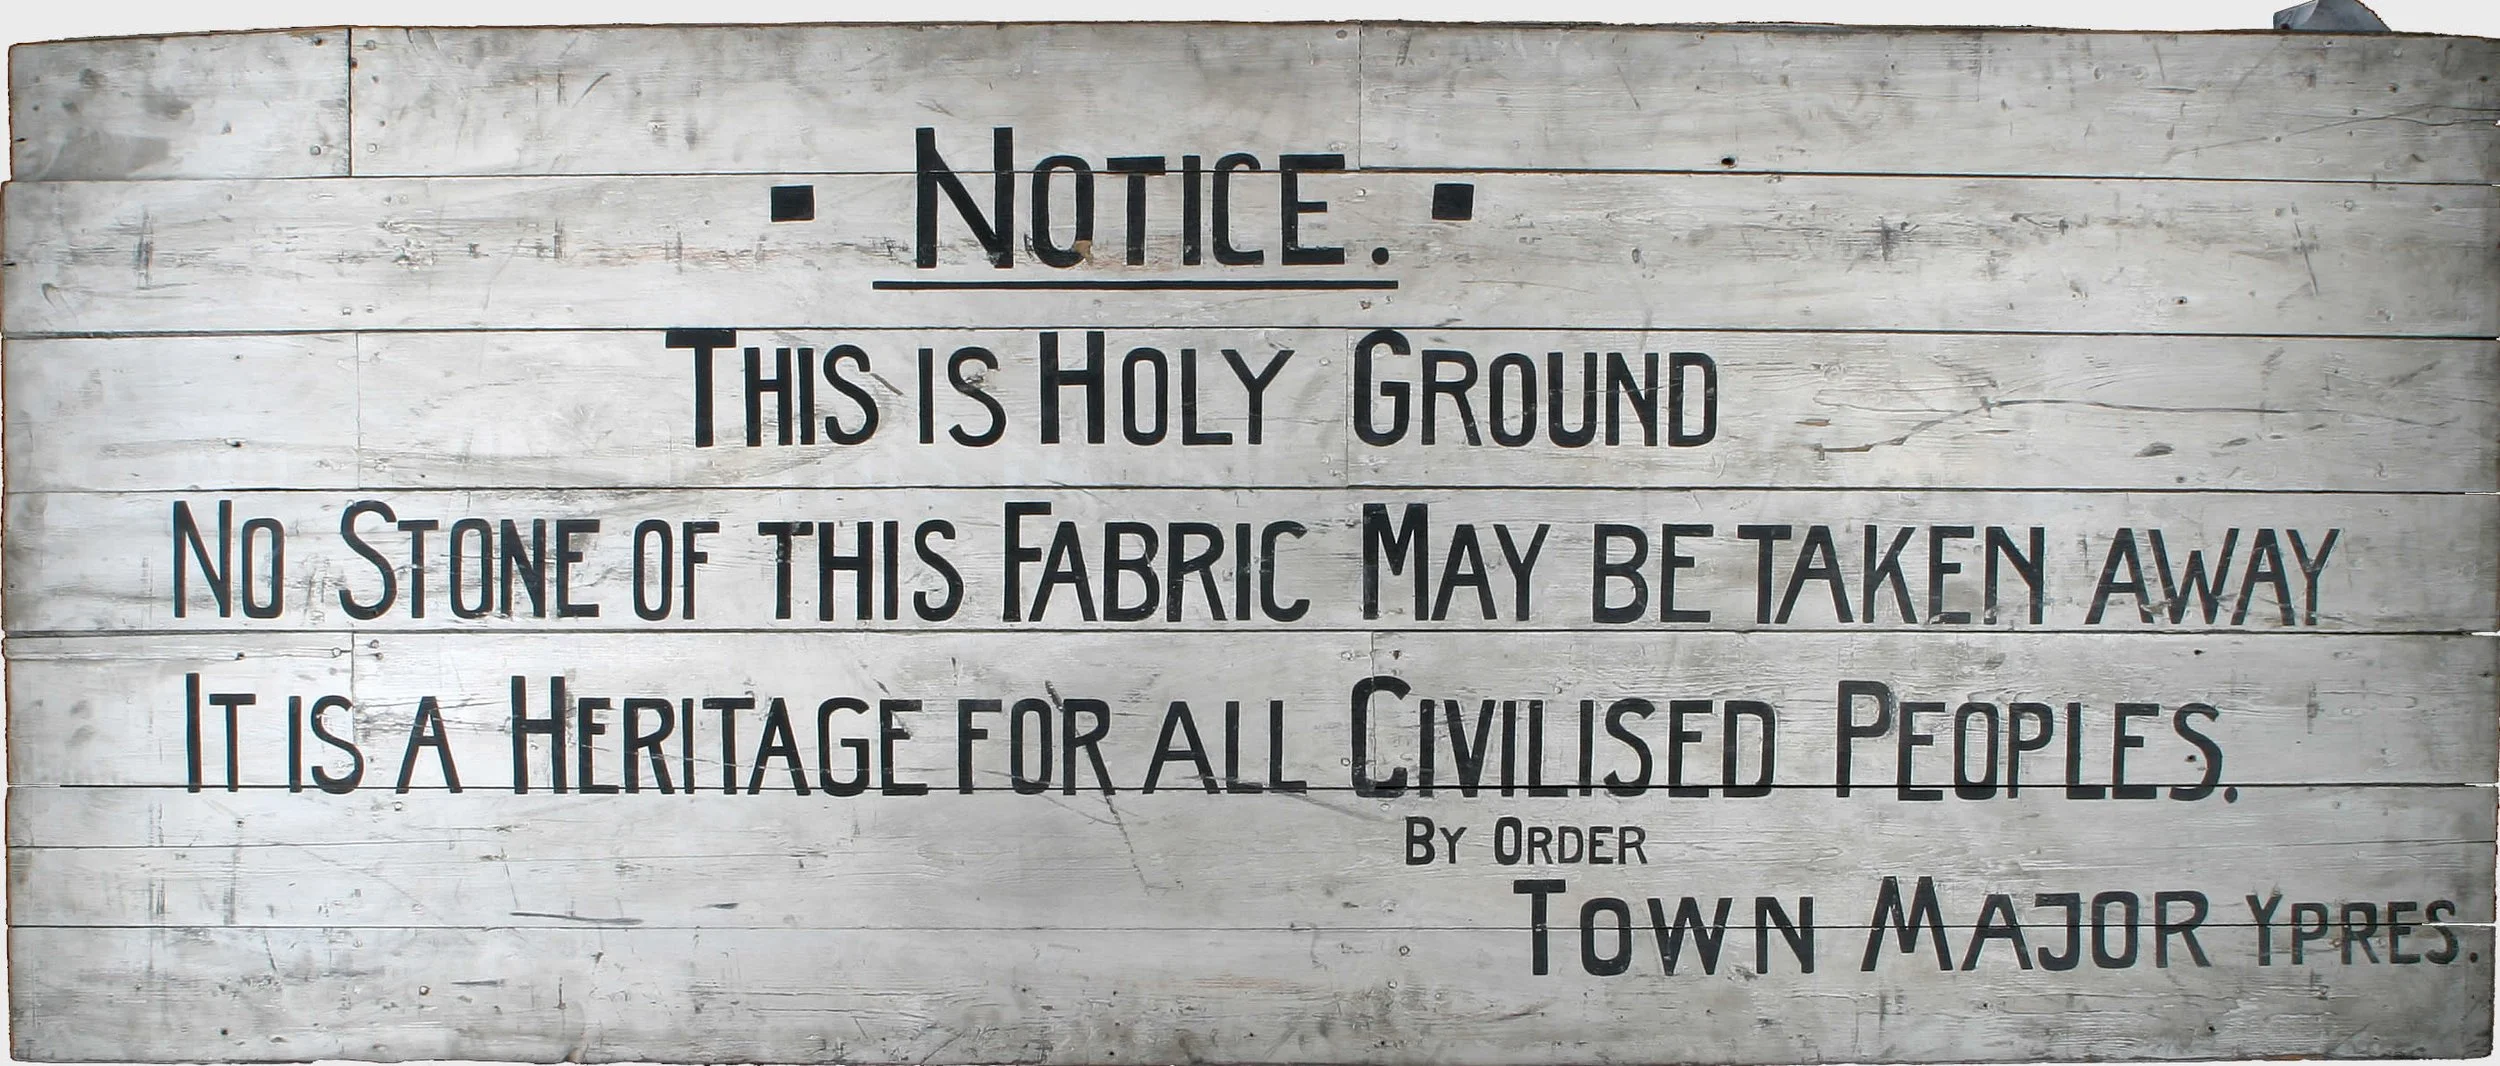 ▪ NOTICE. ▪
THIS IS HOLY GROUND
NO STONE OF THIS FABRIC MAY BE TAKEN AWAY
IT IS A HERITAGE FOR ALL CIVILISED PEOPLES.
BY ORDER
TOWN MAJOR YPRES.